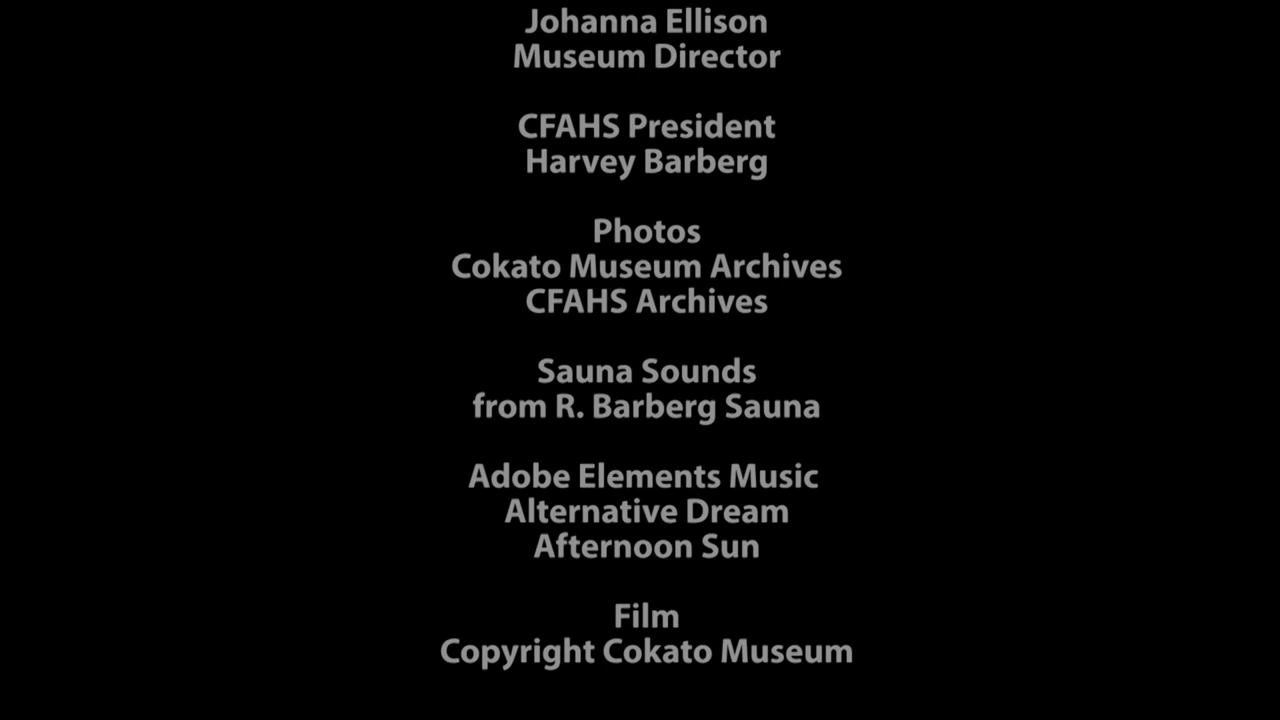 Johanna Ellison
Museum Director
CFAHS President
Harvey Barberg
Photos
Cokato Museum Archives
CFAHS Archives
Sauna Sounds
from R. Barberg Sauna
Adobe Elements Music
Alternative Dream
Afternoon Sun
Film
Copyright Cokato Museum